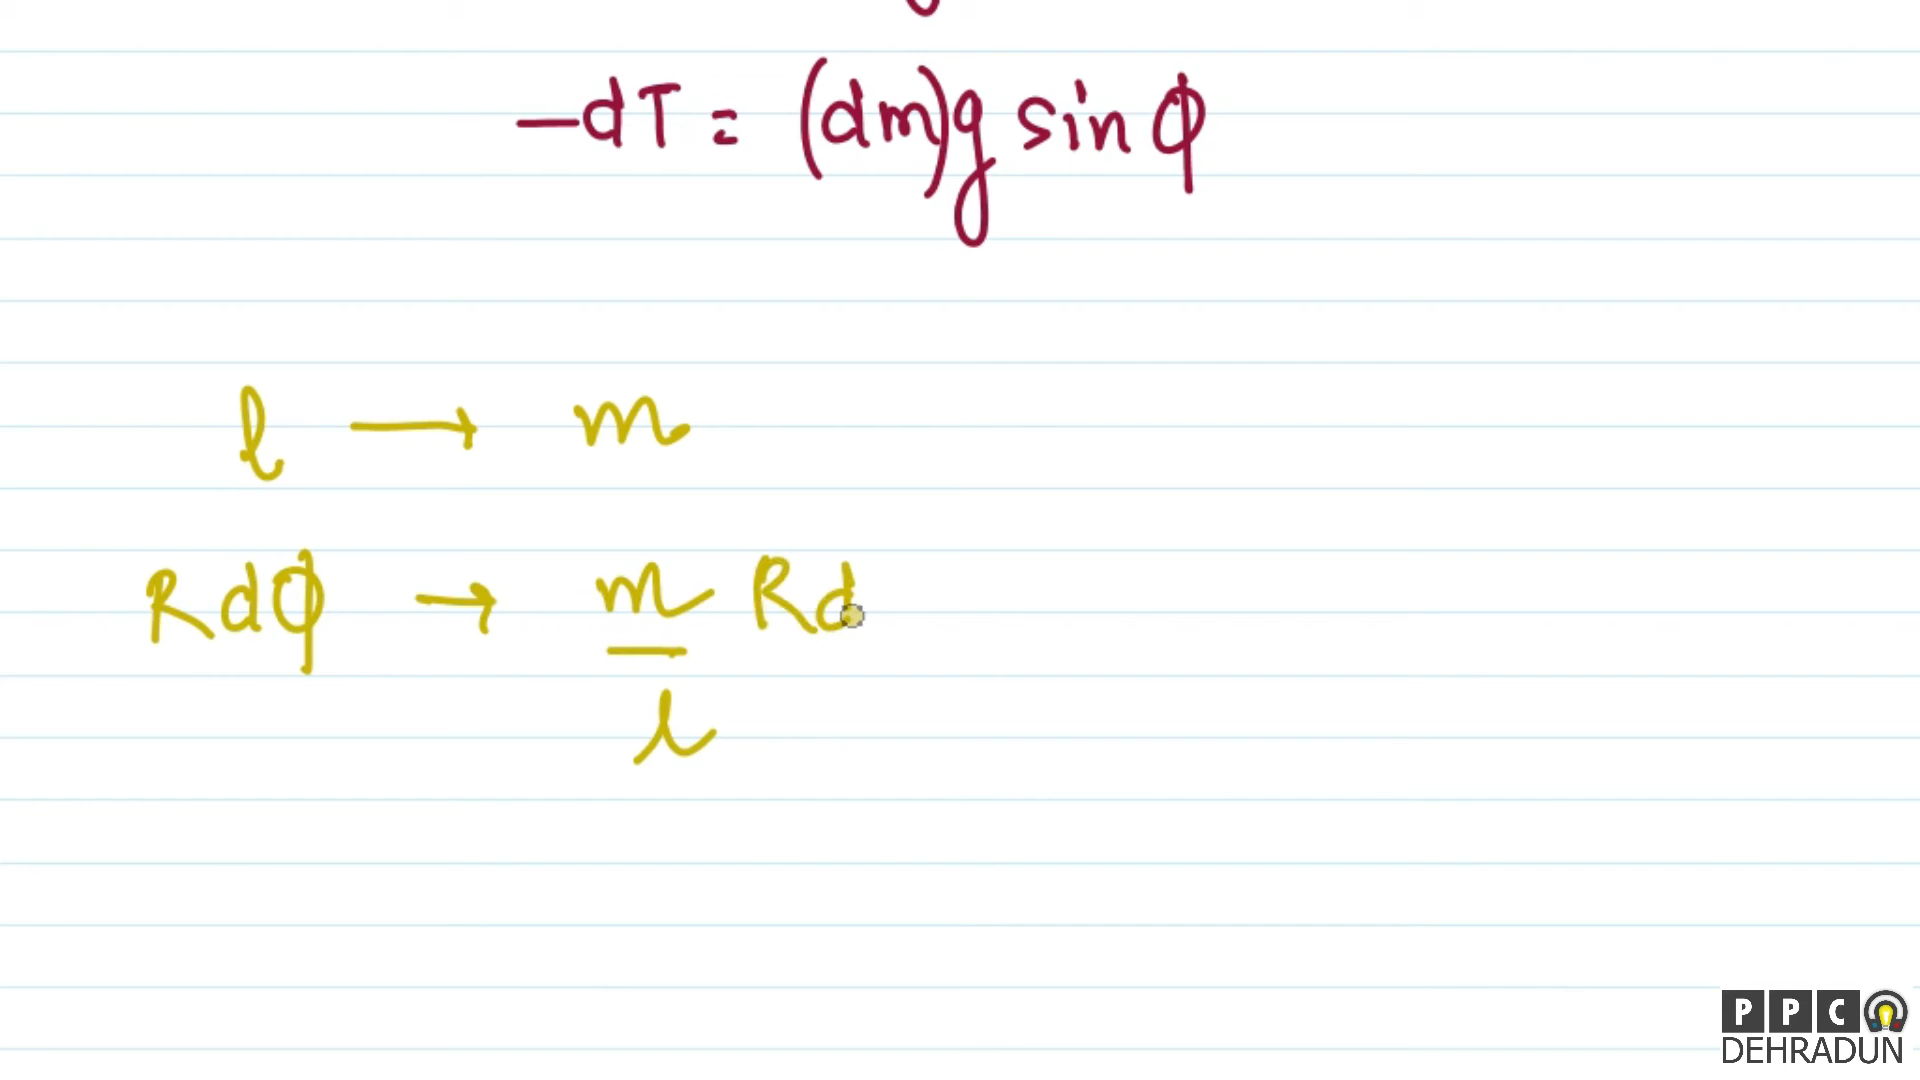 -dT = (dm)g sin ϕ
l → m
Rdϕ → m/l Rd
PPC
DEHRADUN